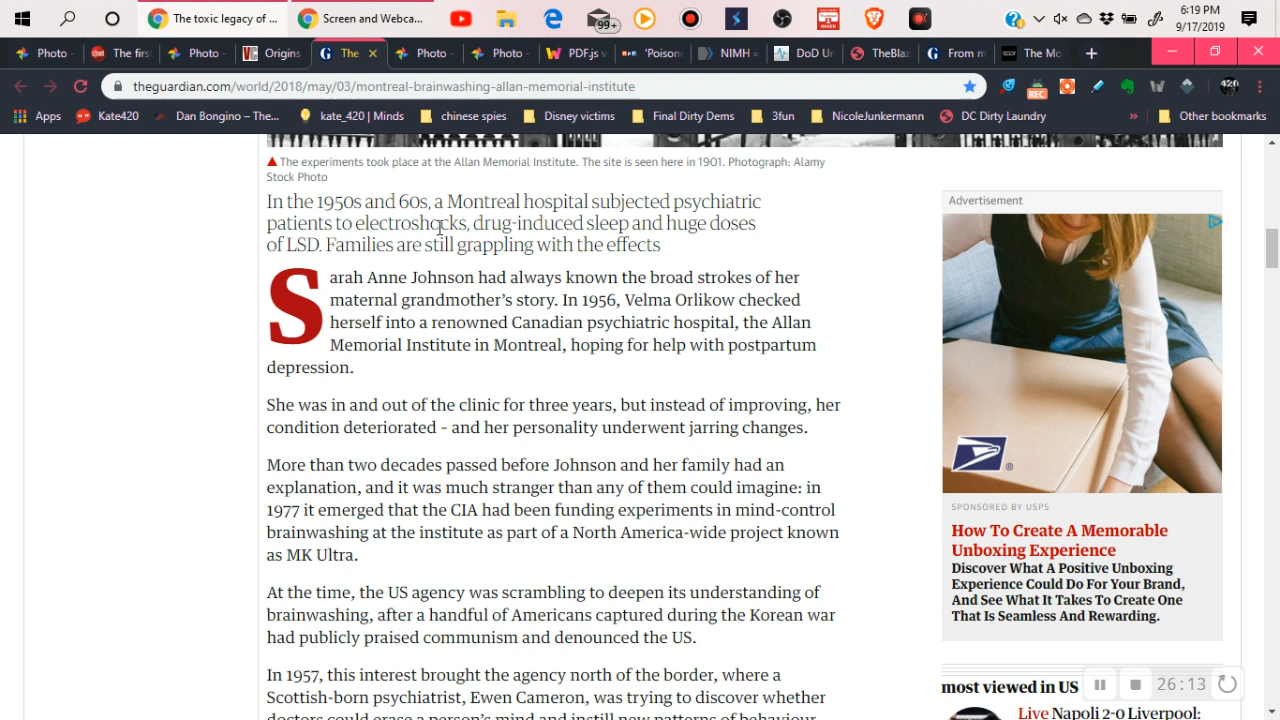 The toxic legacy of ...
Screen and Webca...
99+
6:19 PM
9/17/2019
Photo -
The firs
Photo -
Origins
The
Photo -
Photo -
PDF.js v
'Poison
NIMH »
DoD Un
TheBlaz
From m
The Mo
theguardian.com/world/2018/may/03/montreal-brainwashing-allan-memorial-institute
REC
420
Apps
Kate420
Dan Bongino – The...
kate_420 | Minds
chinese spies
Disney victims
Final Dirty Dems
3fun
NicoleJunkermann
DC Dirty Laundry
»
Other bookmarks
The experiments took place at the Allan Memorial Institute. The site is seen here in 1901. Photograph: Alamy
Stock Photo
In the 1950s and 60s, a Montreal hospital subjected psychiatric
patients to electroshocks, drug-induced sleep and huge doses
of LSD. Families are still grappling with the effects
Sarah Anne Johnson had always known the broad strokes of her
maternal grandmother's story. In 1956, Velma Orlikow checked
herself into a renowned Canadian psychiatric hospital, the Allan
Memorial Institute in Montreal, hoping for help with postpartum
depression.
She was in and out of the clinic for three years, but instead of improving, her
condition deteriorated – and her personality underwent jarring changes.
More than two decades passed before Johnson and her family had an
explanation, and it was much stranger than any of them could imagine: in
1977 it emerged that the CIA had been funding experiments in mind-control
brainwashing at the institute as part of a North America-wide project known
as MK Ultra.
At the time, the US agency was scrambling to deepen its understanding of
brainwashing, after a handful of Americans captured during the Korean war
had publicly praised communism and denounced the US.
In 1957, this interest brought the agency north of the border, where a
Scottish-born psychiatrist, Ewen Cameron, was trying to discover whether
doctors could erase a person's mind and instill new patterns of behaviour
Advertisement
SPONSORED BY USPS
How To Create A Memorable
Unboxing Experience
Discover What A Positive Unboxing
Experience Could Do For Your Brand,
And See What It Takes To Create One
That Is Seamless And Rewarding.
most viewed in US
26:13
Live Napoli 2-0 Liverpool: